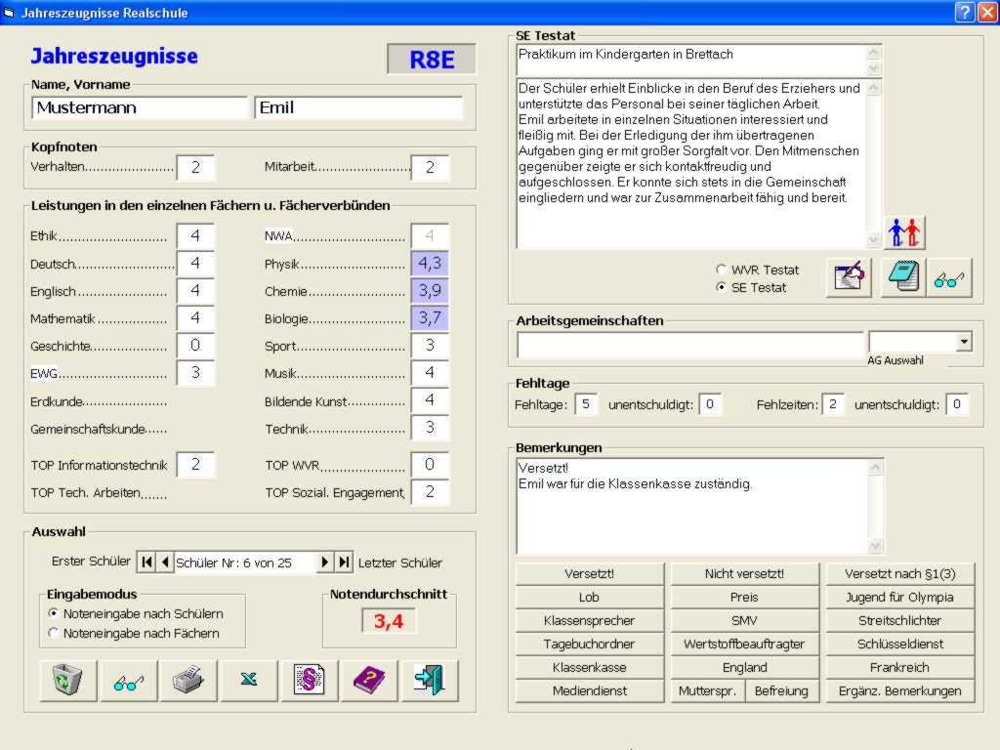 Jahreszeugnisse Realschule
Jahreszeugnisse
R8E
Name, Vorname
Mustermann
Emil
Kopfnoten
Verhalten...................... 2
Mitarbeit........................ 2
Leistungen in den einzelnen Fächern u. Fächerverbünden
Ethik........................... 4
Deutsch........................ 4
Englisch........................ 4
Mathematik................... 4
Geschichte................... 0
EWG........................... 3
Erdkunde.....................
Gemeinschaftskunde......
TOP Informationstechnik 2
TOP Tech. Arbeiten.......
NWA............................ 4
Physik.......................... 4,3
Chemie......................... 3,9
Biologie........................ 3,7
Sport............................ 3
Musik........................... 4
Bildende Kunst.............. 4
Technik........................ 3
TOP WVR..................... 0
TOP Sozial. Engagement 2
Auswahl
Erster Schüler
Schüler Nr: 6 von 25
Letzter Schüler
Eingabemodus
Noteneingabe nach Schülern
Noteneingabe nach Fächern
Notendurchschnitt
3,4
SE Testat
Praktikum im Kindergarten in Brettach
Der Schüler erhielt Einblicke in den Beruf des Erziehers und
unterstützte das Personal bei seiner täglichen Arbeit.
Emil arbeitete in einzelnen Situationen interessiert und
fleißig mit. Bei der Erledigung der ihm übertragenen
Aufgaben ging er mit großer Sorgfalt vor. Den Mitmenschen
gegenüber zeigte er sich kontaktfreudig und
aufgeschlossen. Er konnte sich stets in die Gemeinschaft
eingliedern und war zur Zusammenarbeit fähig und bereit.
WVR Testat
SE Testat
Arbeitsgemeinschaften
AG Auswahl
Fehltage
Fehltage: 5 unentschuldigt: 0 Fehlzeiten: 2 unentschuldigt: 0
Bemerkungen
Versetzt!
Emil war für die Klassenkasse zuständig.
Versetzt! Nicht versetzt! Versetzt nach §1(3)
Lob Preis Jugend für Olympia
Klassensprecher SMV Streitschlichter
Tagebuchordner Wertstoffbeauftragter Schlüsseldienst
Klassenkasse England Frankreich
Mediendienst Mutterspr. Befreiung Ergänz. Bemerkungen